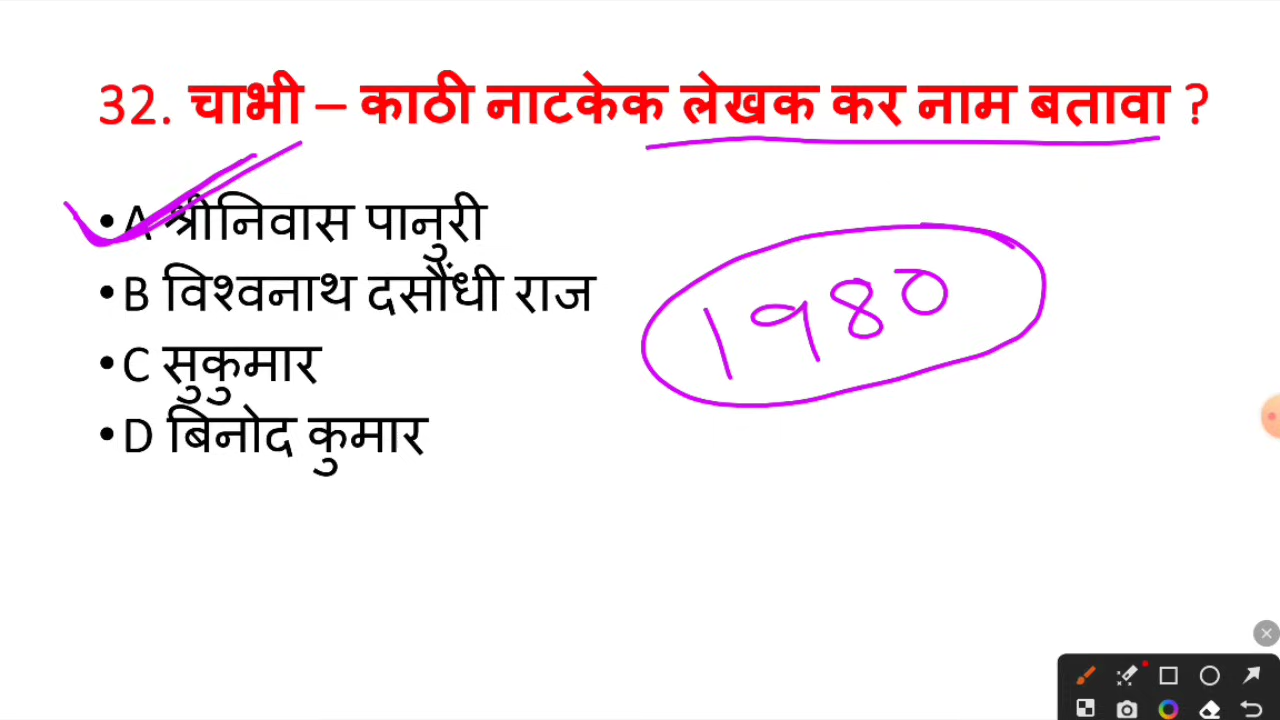 32. चाभी – काठी नाटकेक लेखक कर नाम बतावा ?
•A श्रीनिवास पानुरी
•B विश्वनाथ दसौंधी राज
•C सुकुमार
•D बिनोद कुमार
1980